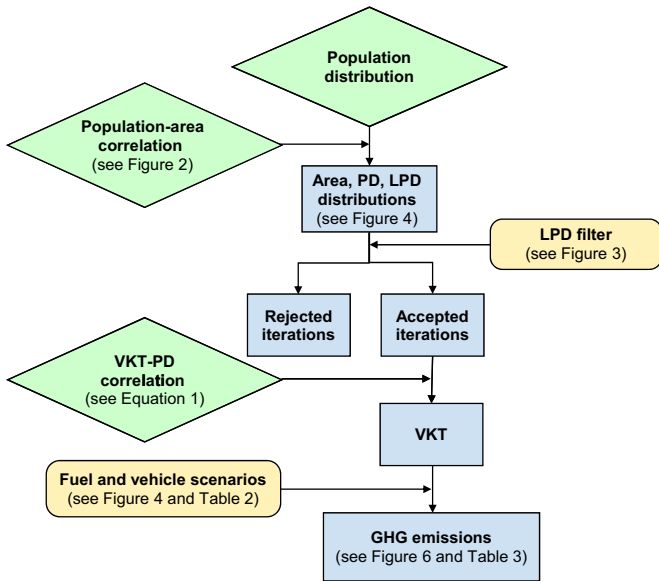 Population
distribution
Population-area
correlation
(see Figure 2)
Area, PD, LPD
distributions
(see Figure 4)
LPD filter
(see Figure 3)
Rejected
iterations
Accepted
iterations
VKT-PD
correlation
(see Equation 1)
VKT
Fuel and vehicle scenarios
(see Figure 4 and Table 2)
GHG emissions
(see Figure 6 and Table 3)